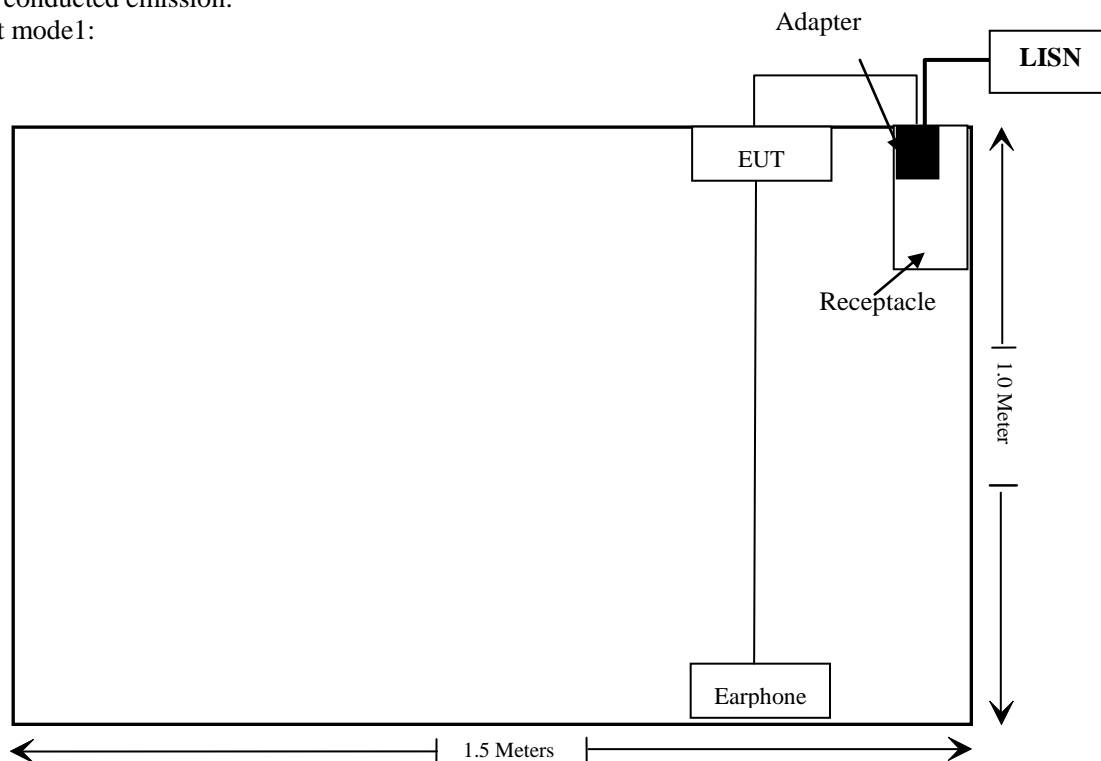 conducted emission.
t mode1:
Adapter
LISN
EUT
Receptacle
1.0 Meter
Earphone
1.5 Meters